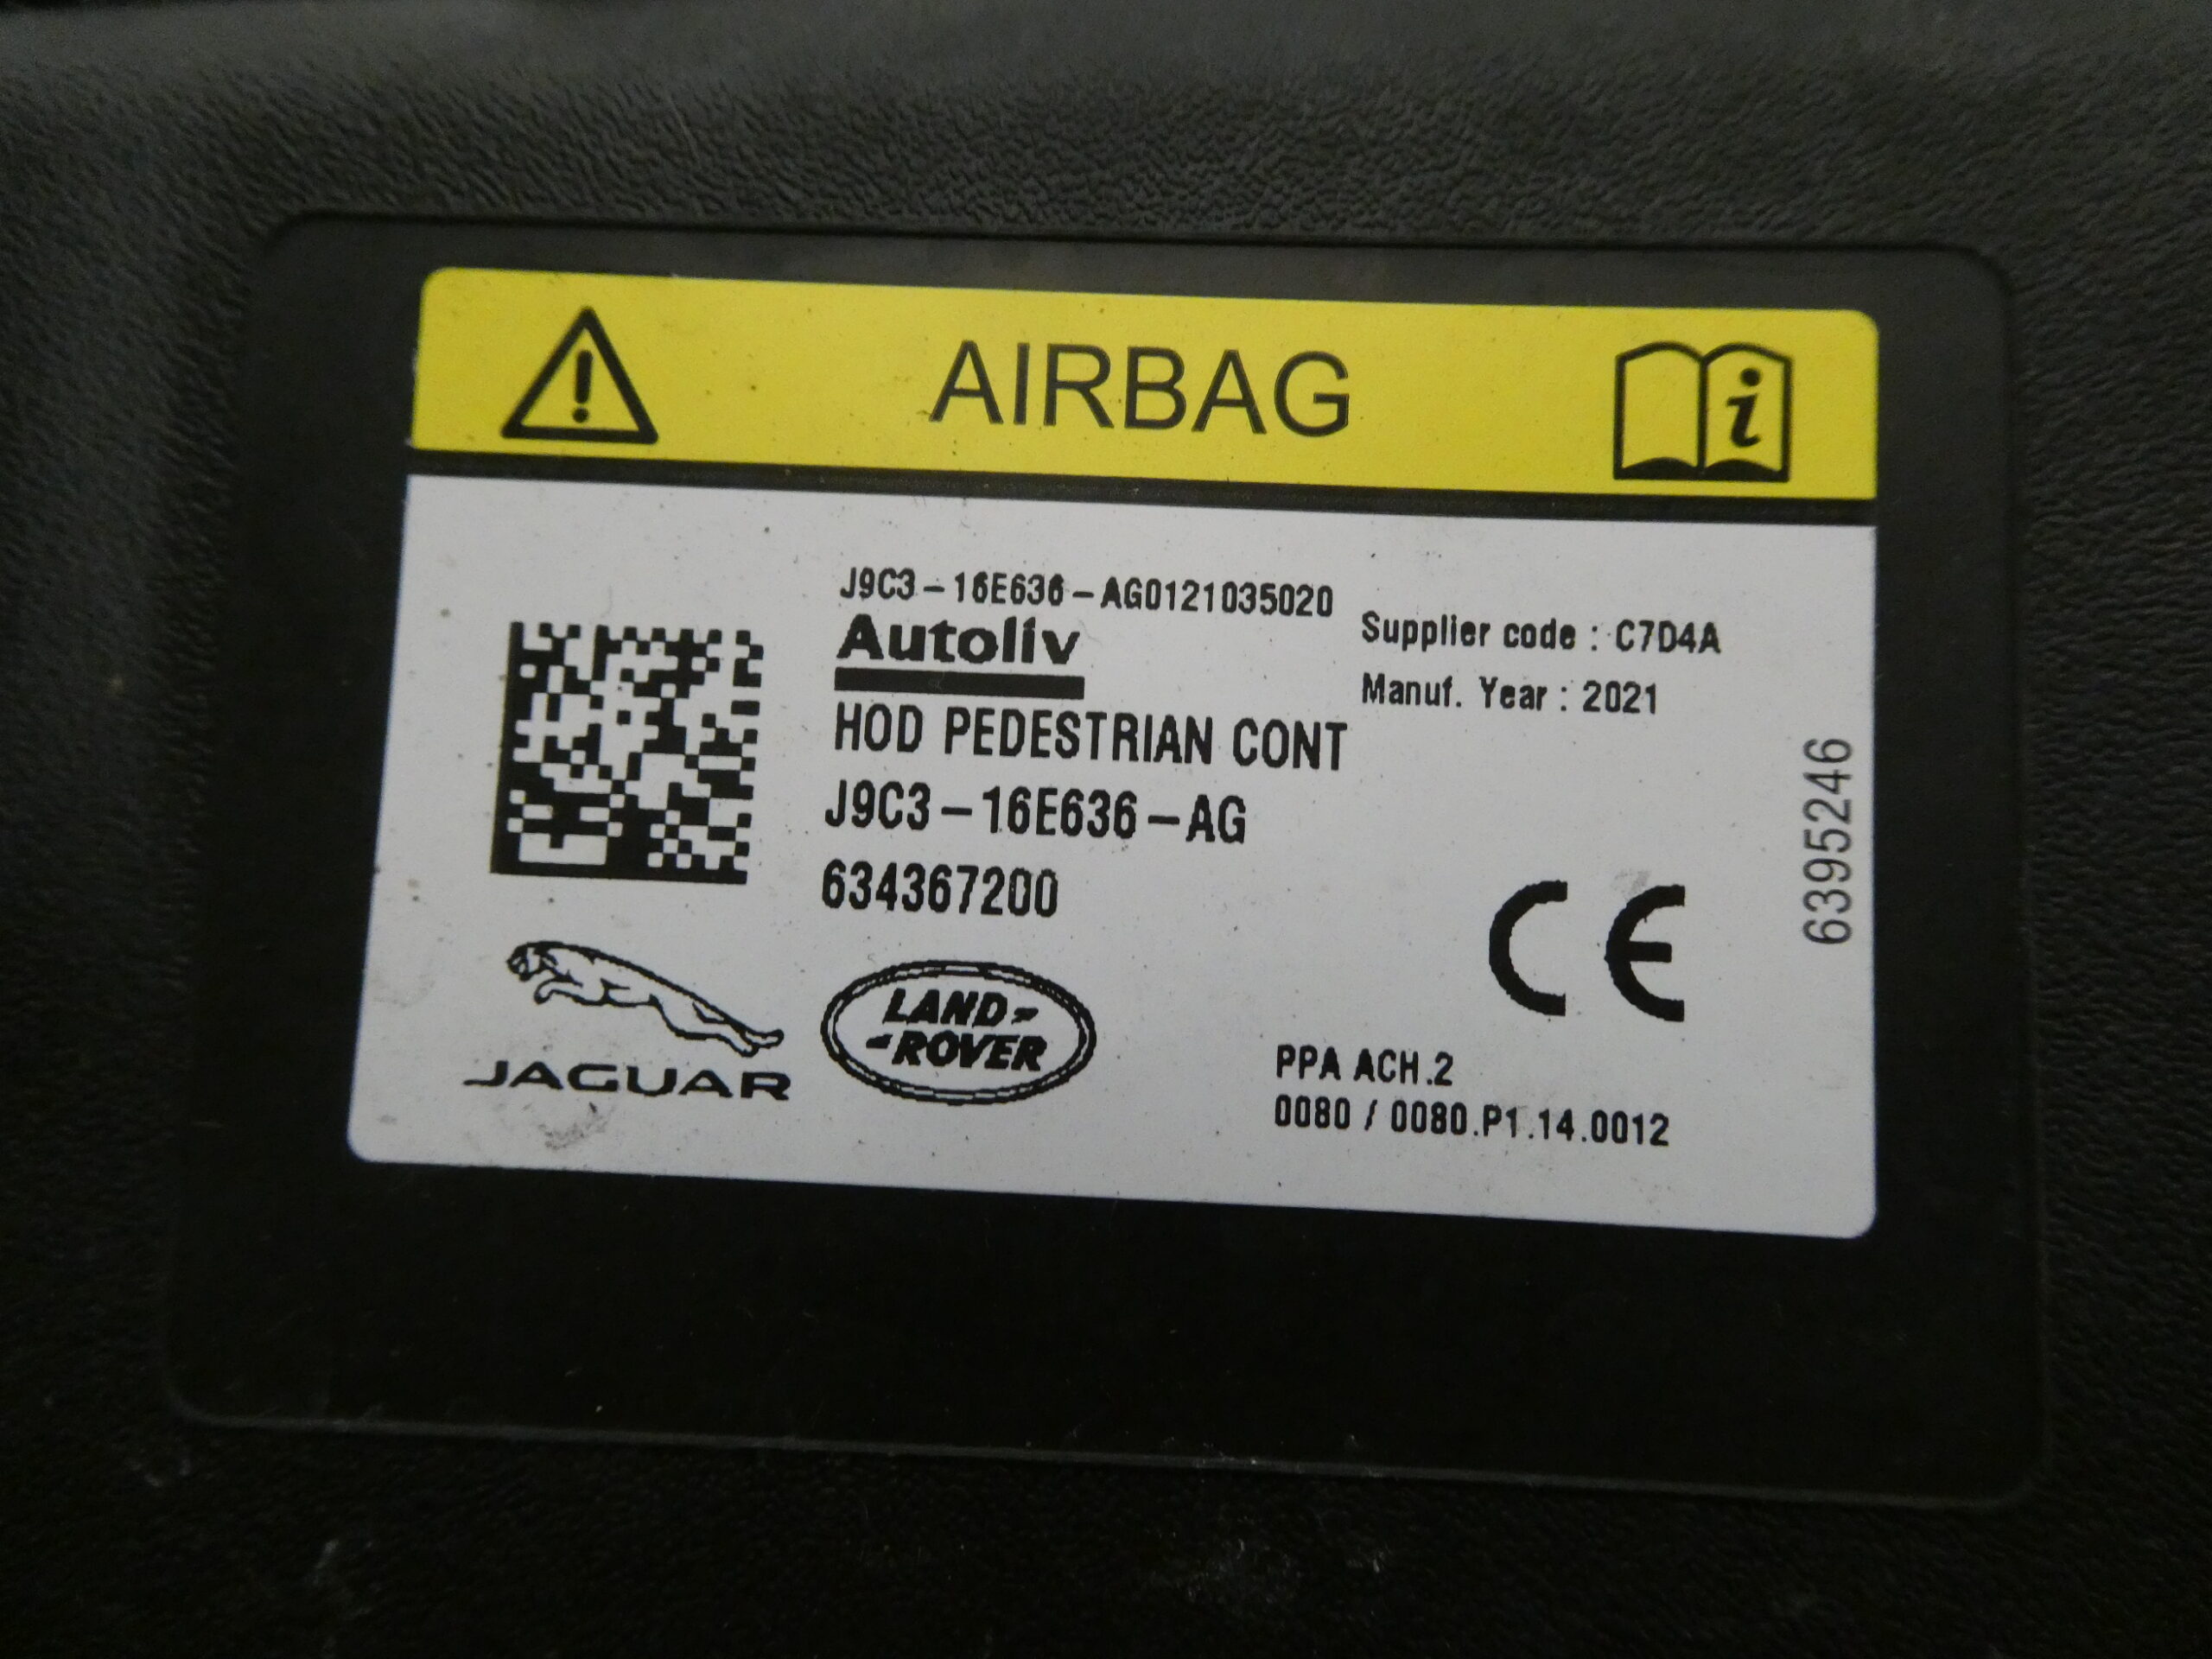 AIRBAG
J9C3-16E636-AG0121035020
Autoliv
Supplier code : C7D4A
Manuf. Year : 2021
HOD PEDESTRIAN CONT
J9C3-16E636-AG
634367200
6395246
CE
JAGUAR
LAND-
-ROVER
PPA ACH.2
0080 / 0080.P1.14.0012